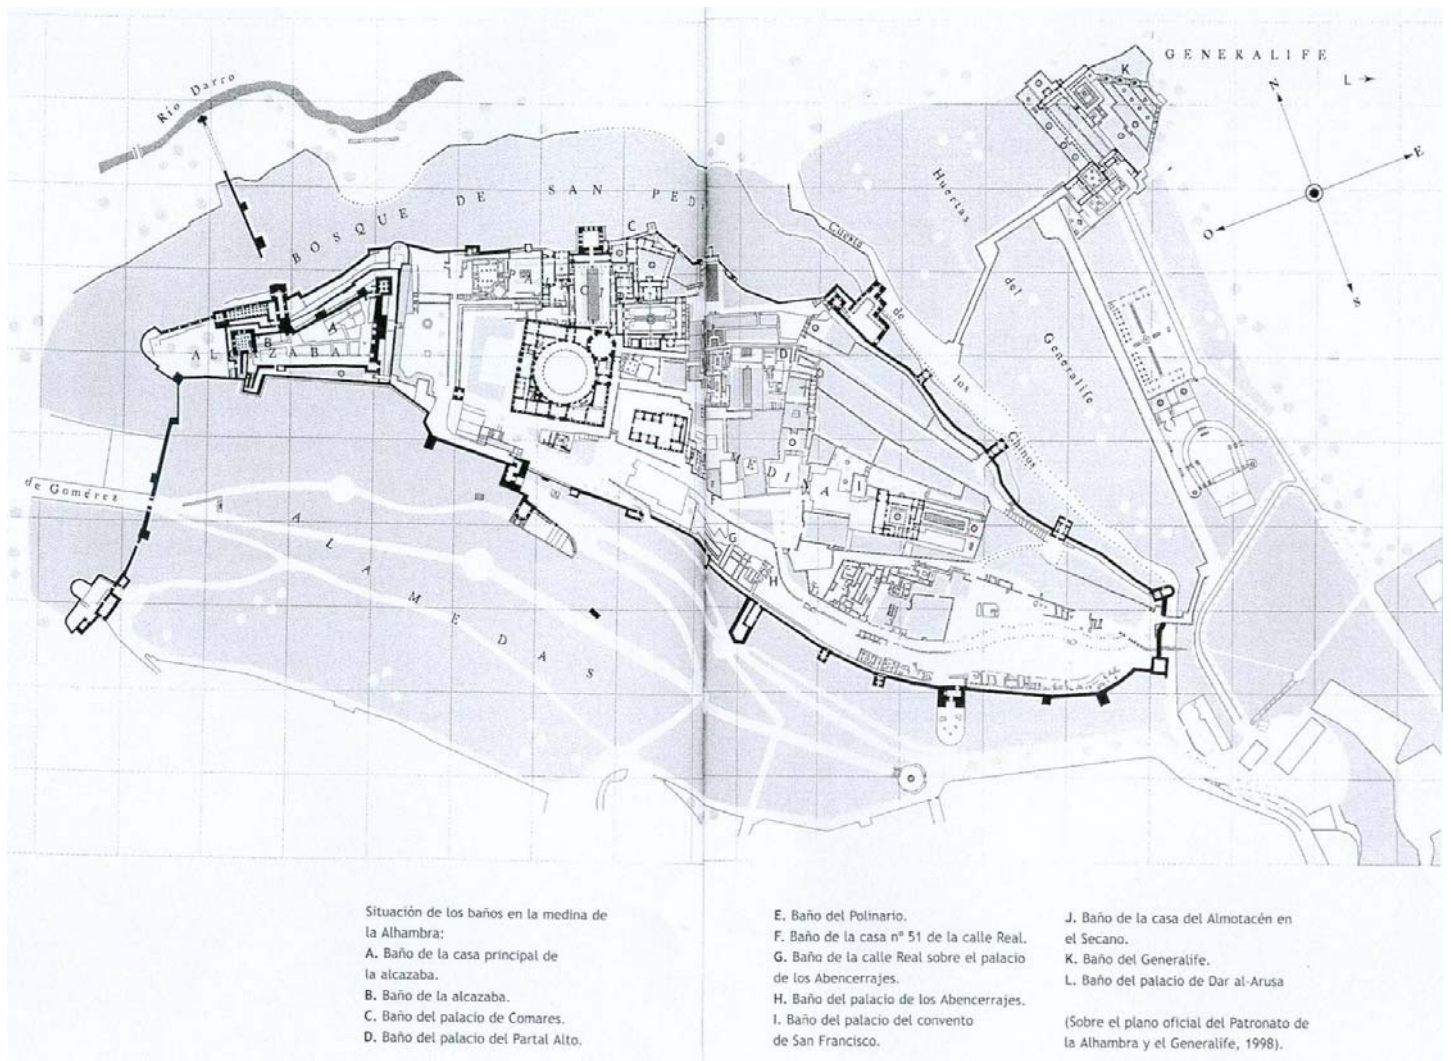 GENERALIFE
K
L
N
E
O
S
Río Darro
BOSQUE DE SAN PED
C
Cuesta de los Chinos
Huertas del Generalife
A
C
A
B
ALCAZABA
D
MEDINA
I
F
G
H
de Gomérez
ALAMEDAS
Situación de los baños en la medina de
la Alhambra:
A. Baño de la casa principal de
la alcazaba.
B. Baño de la alcazaba.
C. Baño del palacio de Comares.
D. Baño del palacio del Partal Alto.
E. Baño del Polinario.
F. Baño de la casa nº 51 de la calle Real.
G. Baño de la calle Real sobre el palacio
de los Abencerrajes.
H. Baño del palacio de los Abencerrajes.
I. Baño del palacio del convento
de San Francisco.
J. Baño de la casa del Almotacén en
el Secano.
K. Baño del Generalife.
L. Baño del palacio de Dar al-Arusa
(Sobre el plano oficial del Patronato de
la Alhambra y el Generalife, 1998).